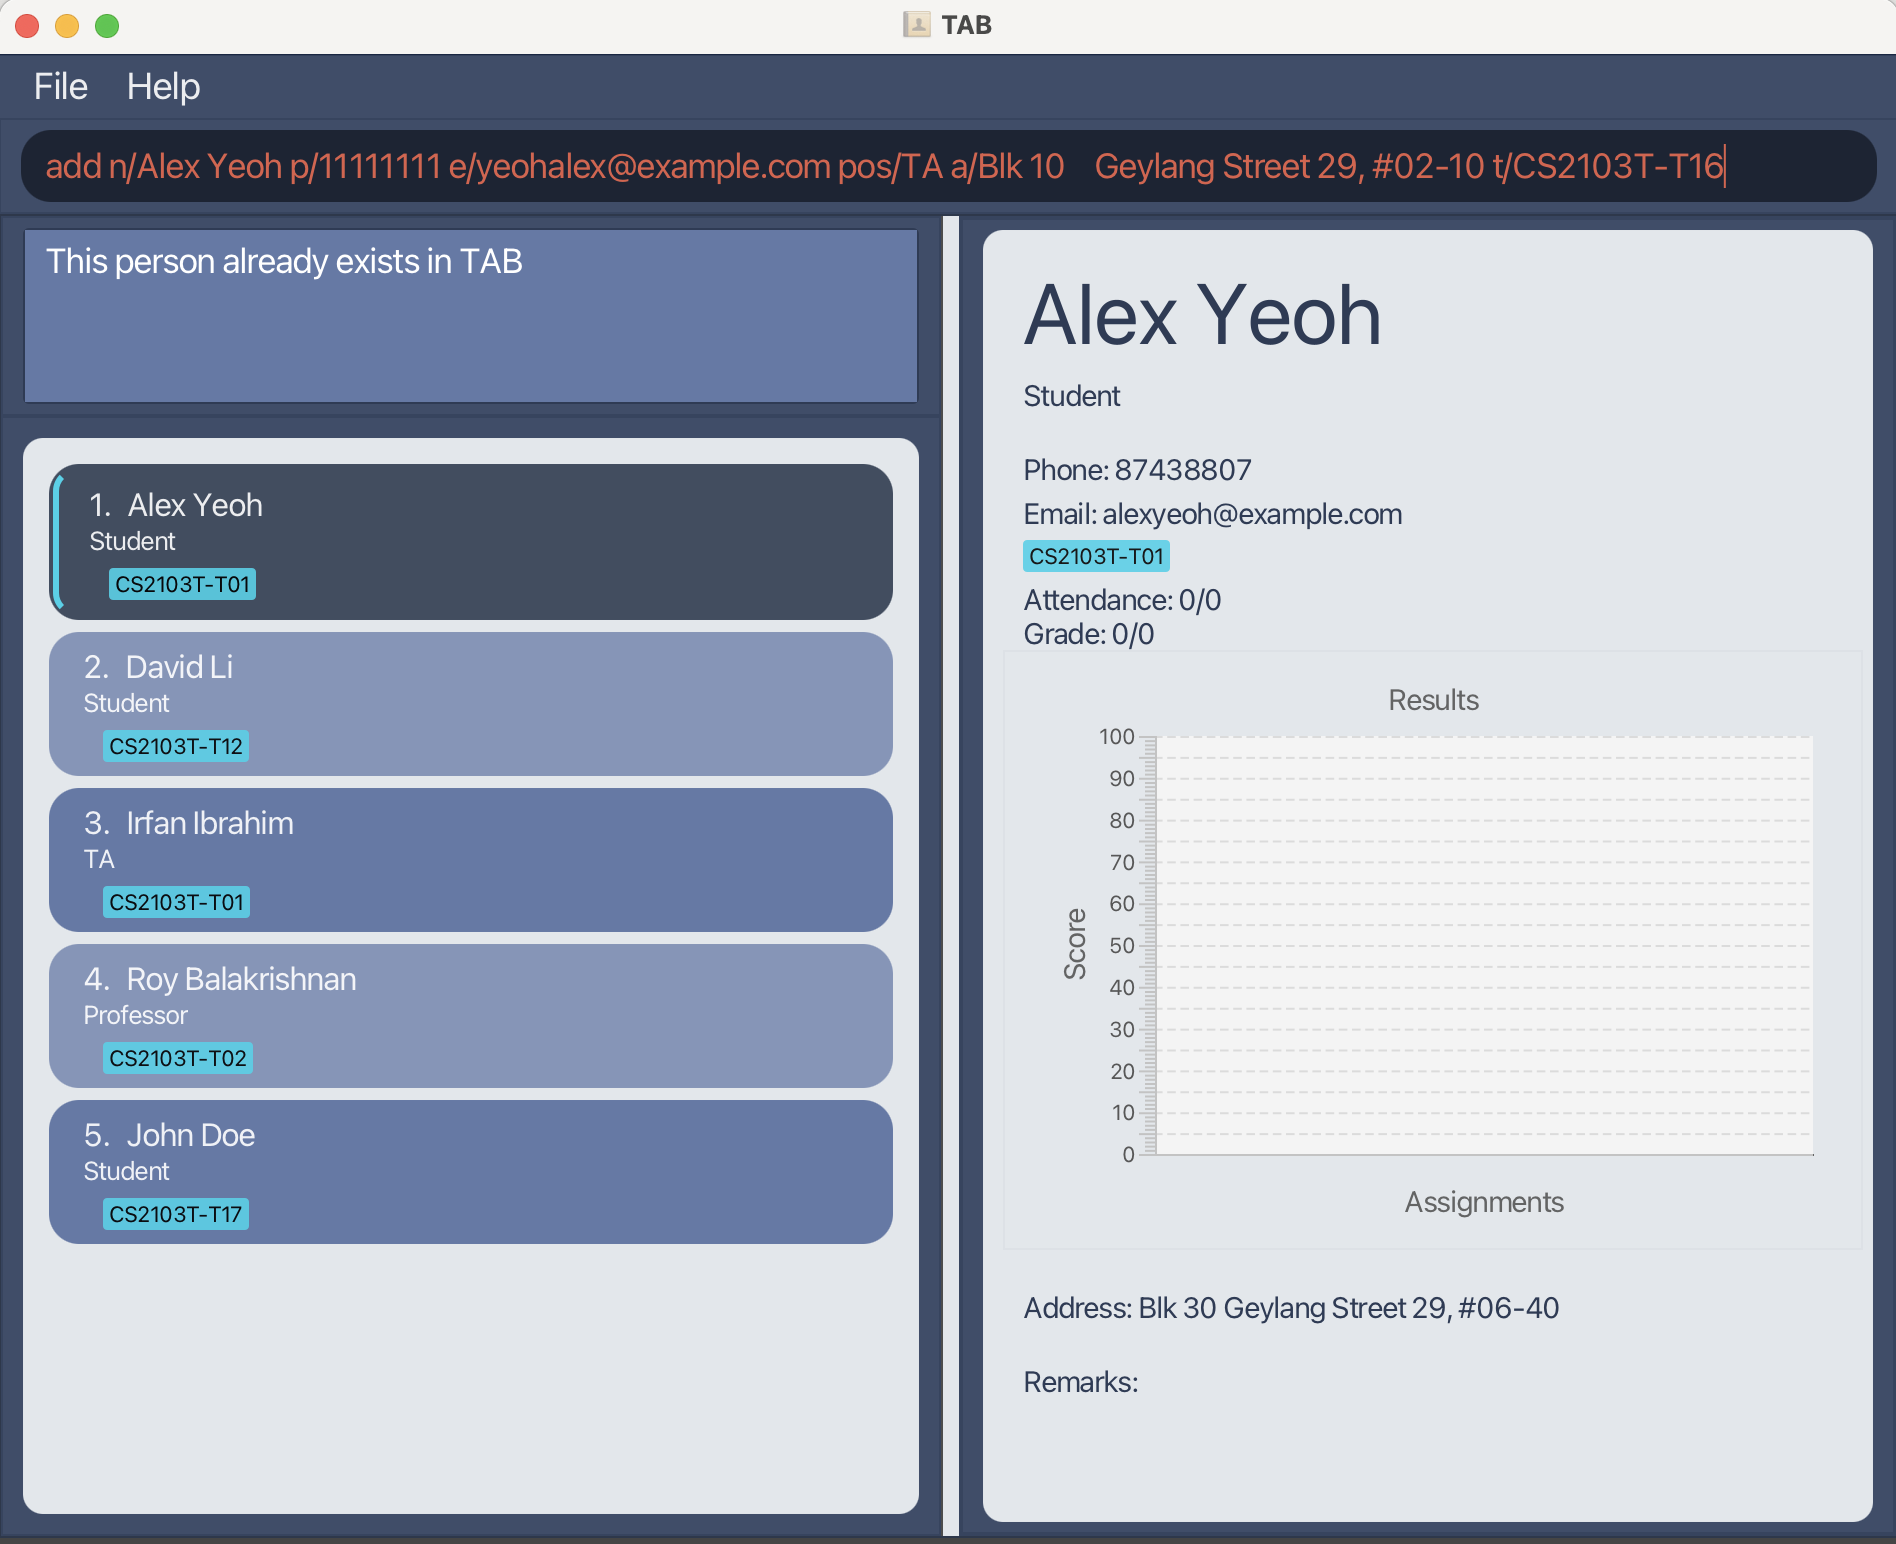 TAB
File Help
add n/Alex Yeoh p/11111111 e/yeohalex@example.com pos/TA a/Blk 10    Geylang Street 29, #02-10 t/CS2103T-T16
This person already exists in TAB
1. Alex Yeoh
Student
CS2103T-T01
2. David Li
Student
CS2103T-T12
3. Irfan Ibrahim
TA
CS2103T-T01
4. Roy Balakrishnan
Professor
CS2103T-T02
5. John Doe
Student
CS2103T-T17
Alex Yeoh
Student
Phone: 87438807
Email: alexyeoh@example.com
CS2103T-T01
Attendance: 0/0
Grade: 0/0
Results
100
90
80
70
60
50
40
30
20
10
0
Score
Assignments
Address: Blk 30 Geylang Street 29, #06-40
Remarks: